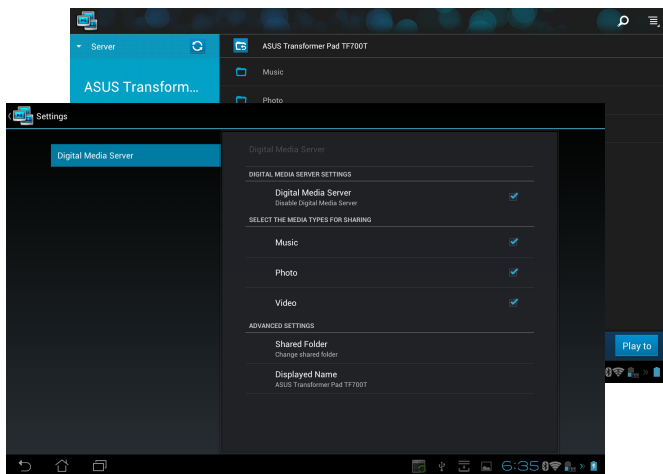 Server
ASUS Transformer Pad TF700T
Music
ASUS Transform...
Photo
Settings
Digital Media Server
Digital Media Server
DIGITAL MEDIA SERVER SETTINGS
Digital Media Server
Disable Digital Media Server
SELECT THE MEDIA TYPES FOR SHARING
Music
Photo
Video
ADVANCED SETTINGS
Shared Folder
Change shared folder
Displayed Name
ASUS Transformer Pad TF700T
Play to
6:35